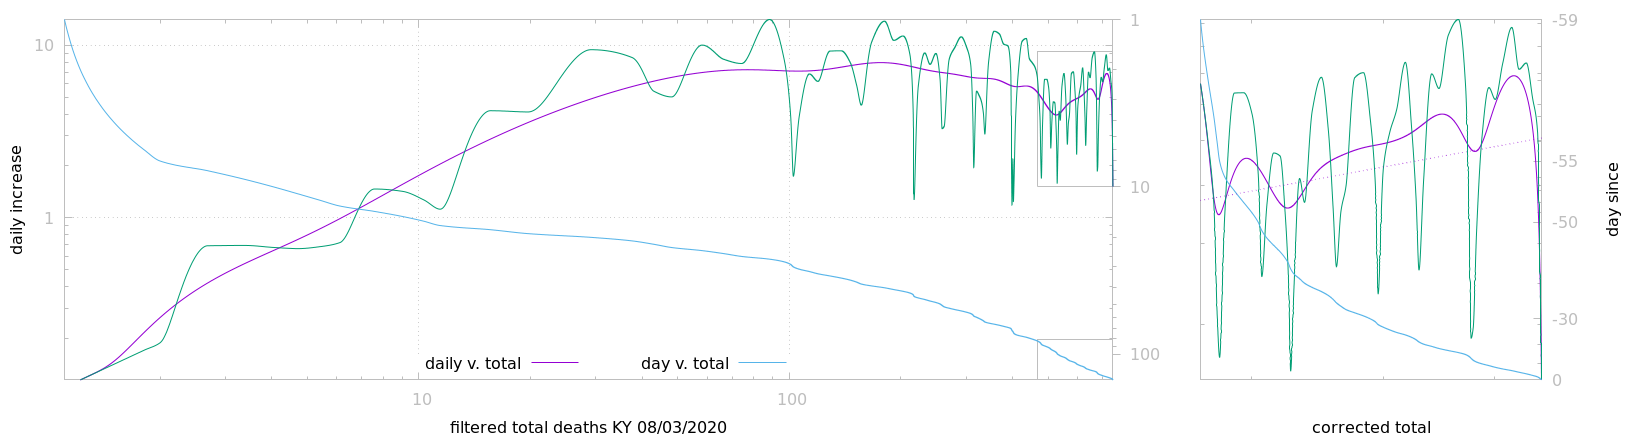 10
1
daily increase
daily v. total
day v. total
10
100
filtered total deaths KY 08/03/2020
1
10
100
-59
-55
-50
-30
0
day since
corrected total